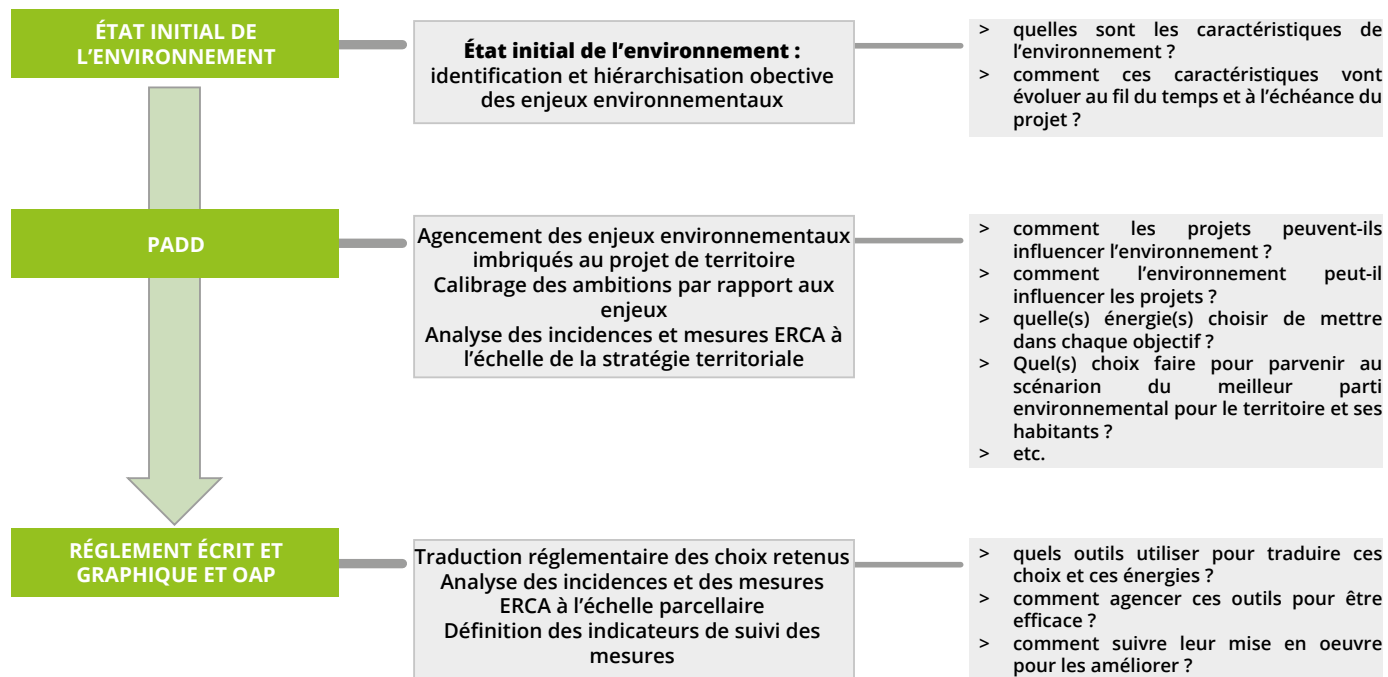 ÉTAT INITIAL DE
L’ENVIRONNEMENT
État initial de l’environnement :
identification et hiérarchisation obective
des enjeux environnementaux
> quelles sont les caractéristiques de
l’environnement ?
> comment ces caractéristiques vont
évoluer au fil du temps et à l’échéance du
projet ?
PADD
Agencement des enjeux environnementaux
imbriqués au projet de territoire
Calibrage des ambitions par rapport aux
enjeux
Analyse des incidences et mesures ERCA à
l’échelle de la stratégie territoriale
> comment les projets peuvent-ils
influencer l’environnement ?
> comment l’environnement peut-il
influencer les projets ?
> quelle(s) énergie(s) choisir de mettre
dans chaque objectif ?
> Quel(s) choix faire pour parvenir au
scénarion du meilleur parti
environnemental pour le territoire et ses
habitants ?
> etc.
RÉGLEMENT ÉCRIT ET
GRAPHIQUE ET OAP
Traduction réglementaire des choix retenus
Analyse des incidences et des mesures
ERCA à l’échelle parcellaire
Définition des indicateurs de suivi des
mesures
> quels outils utiliser pour traduire ces
choix et ces énergies ?
> comment agencer ces outils pour être
efficace ?
> comment suivre leur mise en oeuvre
pour les améliorer ?